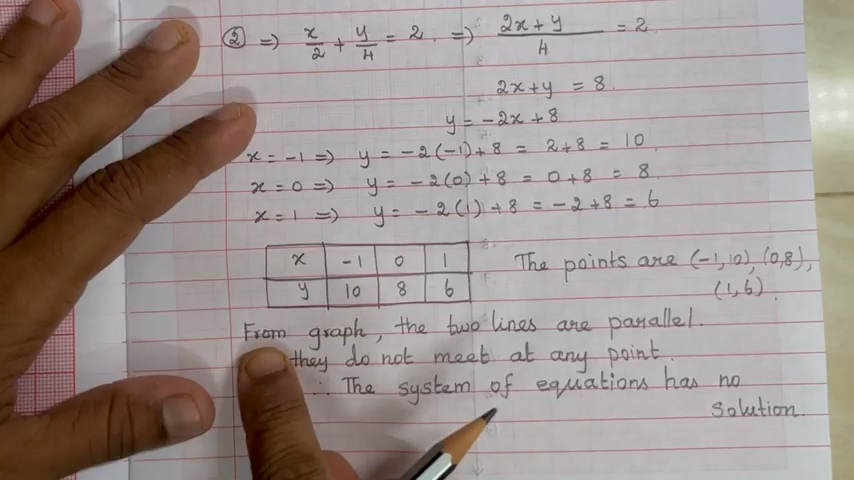 ② ⇒ x/2 + y/4 = 2 ⇒ (2x + y)/4 = 2
2x + y = 8
y = -2x + 8
x = -1 ⇒ y = -2(-1) + 8 = 2 + 8 = 10
x = 0 ⇒ y = -2(0) + 8 = 0 + 8 = 8
x = 1 ⇒ y = -2(1) + 8 = -2 + 8 = 6
x -1 0 1
y 10 8 6
The points are (-1, 10), (0,8),
(1, 6).
From graph, the two lines are parallel.
they do not meet at any point.
∴ The system of equations has no
solution.